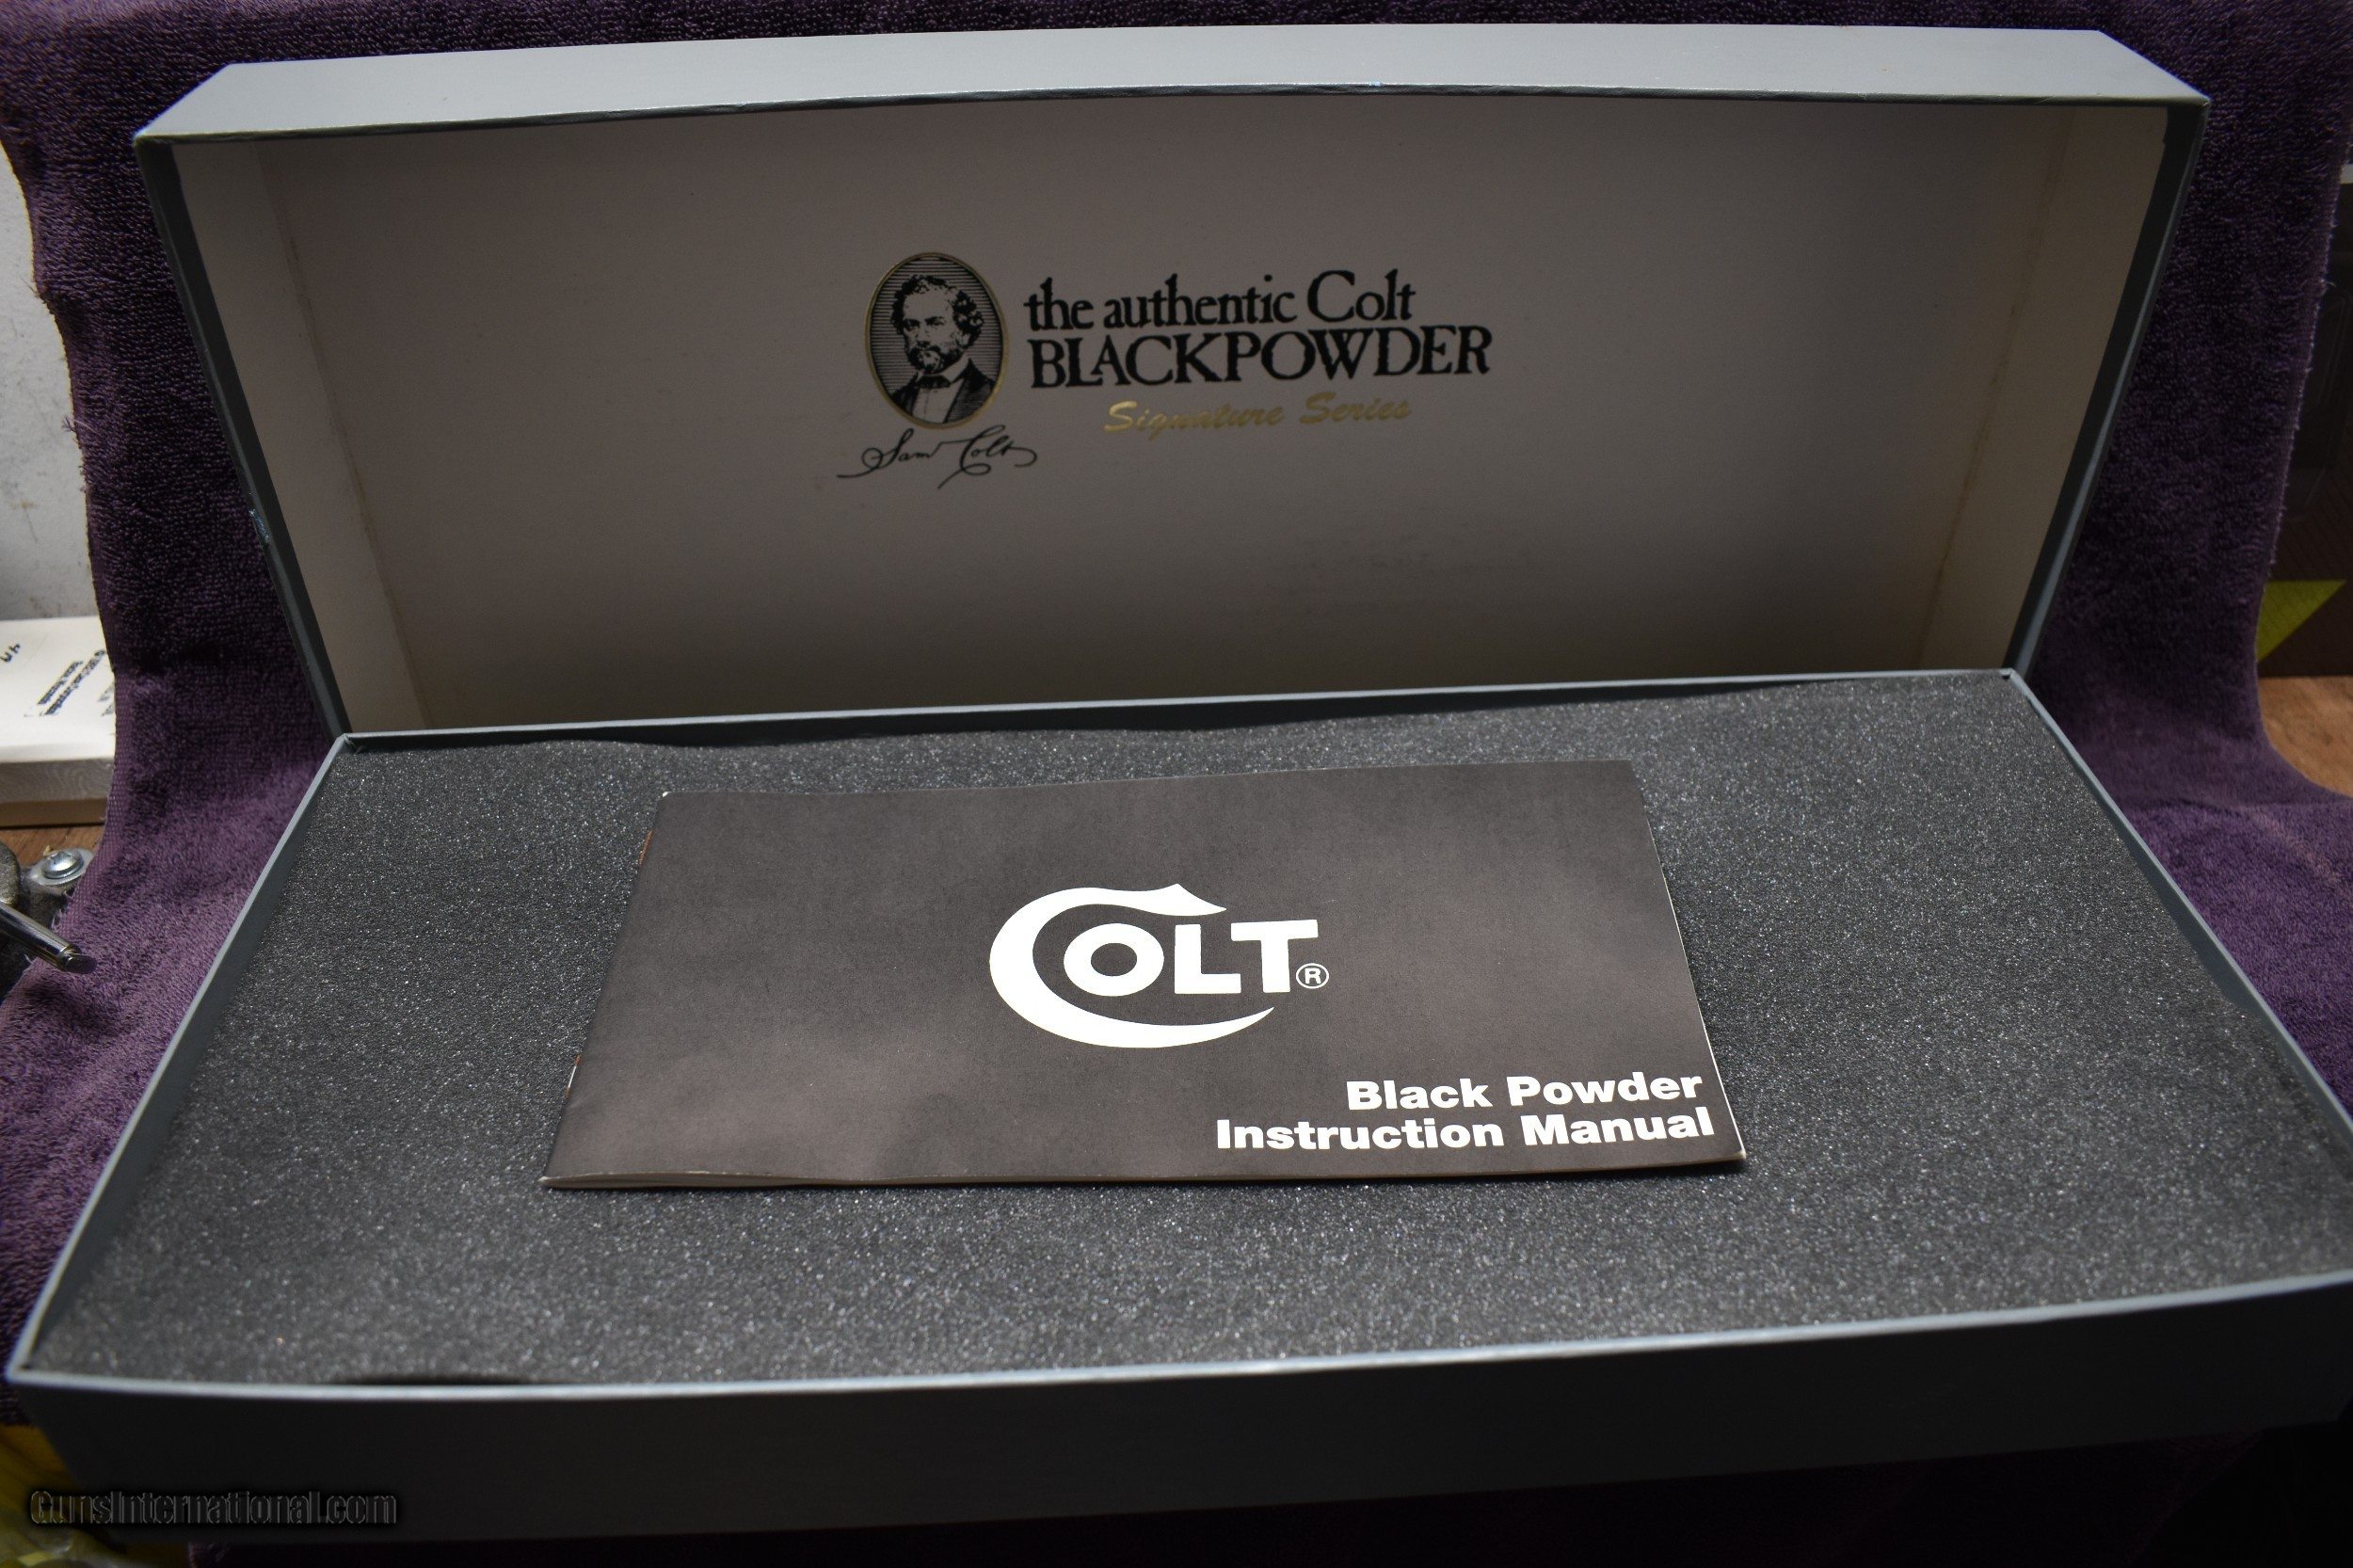 the authentic Colt
BLACKPOWDER
Signature Series
Sam Colt
COLT®
Black Powder
Instruction Manual
GunsInternational.com